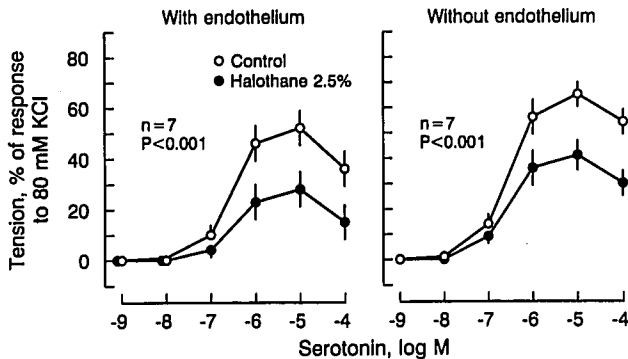 With endothelium
Without endothelium
Tension, % of response
to 80 mM KCl
80
60
40
20
0
Control
Halothane 2.5%
n=7
P<0.001
n=7
P<0.001
-9 -8 -7 -6 -5 -4
-9 -8 -7 -6 -5 -4
Serotonin, log M